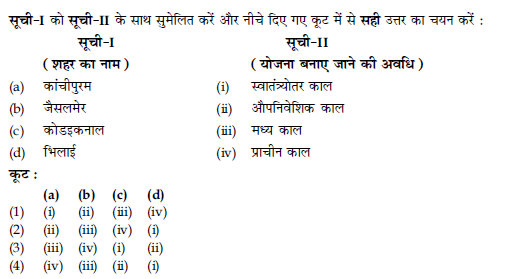 सूची-I को सूची-II के साथ सुमेलित करें और नीचे दिए गए कूट में से सही उत्तर का चयन करें :
सूची-I सूची-II
( शहर का नाम ) ( योजना बनाए जाने की अवधि )
(a) कांचीपुरम (i) स्वातंत्र्योतर काल
(b) जैसलमेर (ii) औपनिवेशिक काल
(c) कोडइकनाल (iii) मध्य काल
(d) भिलाई (iv) प्राचीन काल
कूट :
(a) (b) (c) (d)
(1) (i) (ii) (iii) (iv)
(2) (ii) (iii) (iv) (i)
(3) (iii) (iv) (i) (ii)
(4) (iv) (iii) (ii) (i)